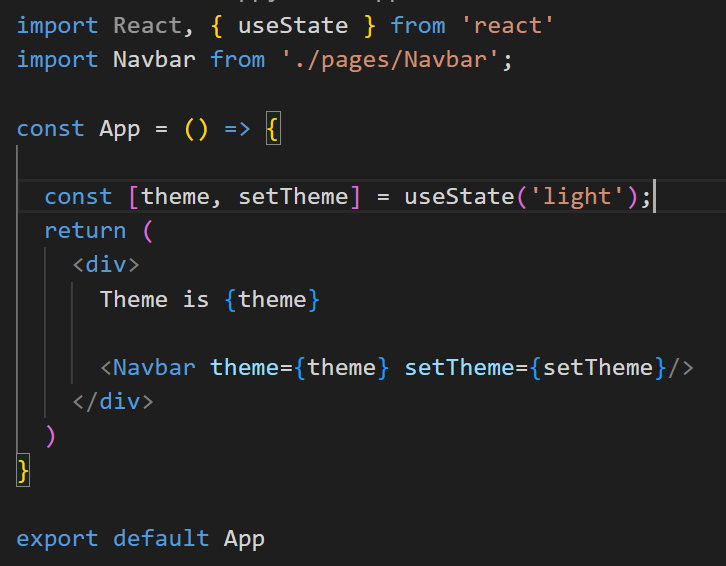 import React, { useState } from 'react'
import Navbar from './pages/Navbar';
const App = () => {
const [theme, setTheme] = useState('light');
return (
<div>
Theme is {theme}
<Navbar theme={theme} setTheme={setTheme}/>
</div>
)
}
export default App